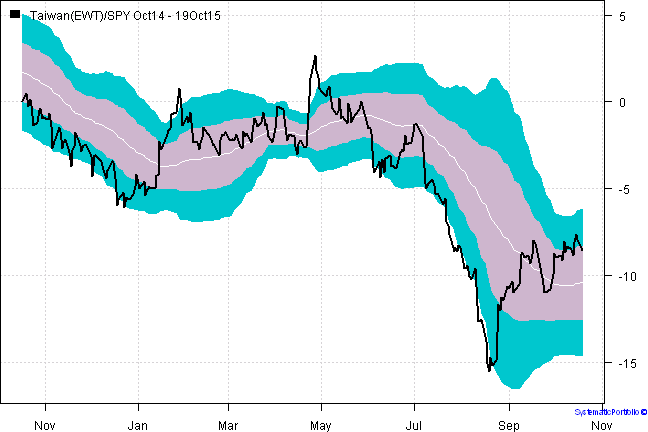 Taiwan(EWT)/SPY Oct14 - 19Oct15
5
0
-5
-10
-15
SystematicPortfolio ©
Nov Jan Mar May Jul Sep Nov